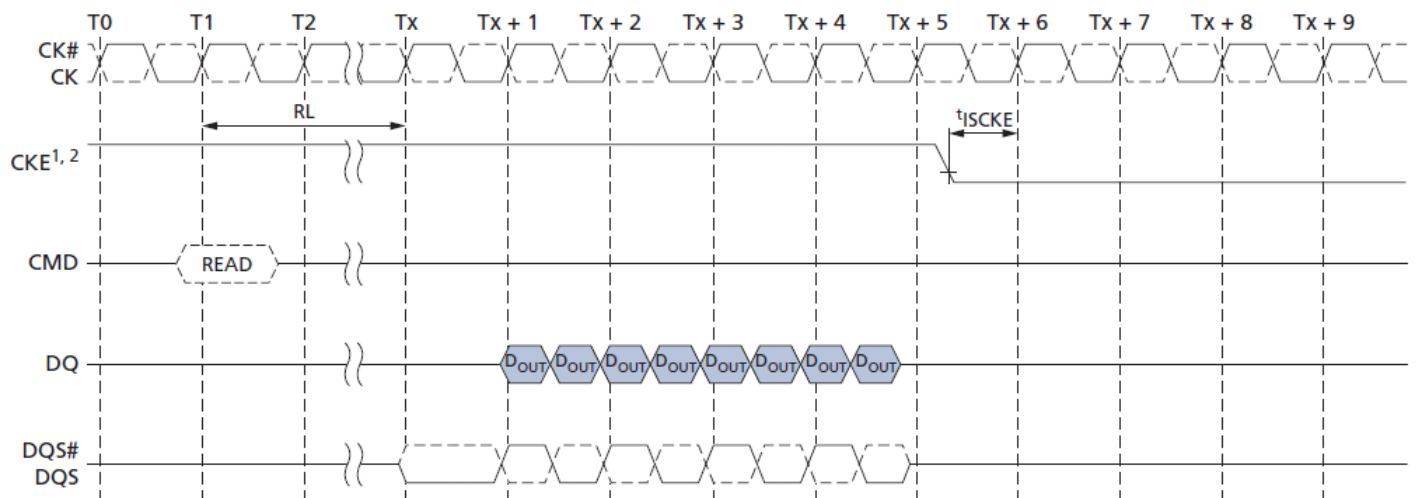 T0 T1 T2 Tx Tx + 1 Tx + 2 Tx + 3 Tx + 4 Tx + 5 Tx + 6 Tx + 7 Tx + 8 Tx + 9
CK#
CK
RL
tISCKE
CKE1, 2
CMD READ
DQ DOUT DOUT DOUT DOUT DOUT DOUT DOUT DOUT
DQS#
DQS